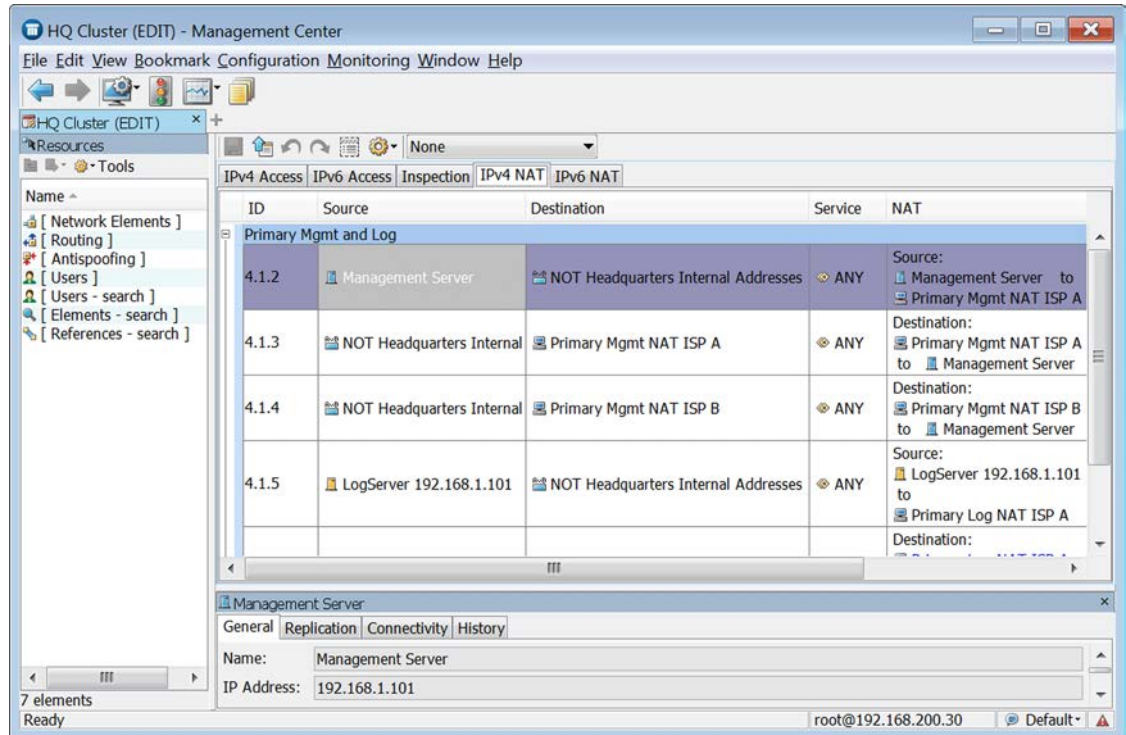 HQ Cluster (EDIT) - Management Center
File Edit View Bookmark Configuration Monitoring Window Help
HQ Cluster (EDIT)
Resources
Tools
None
IPv4 Access IPv6 Access Inspection IPv4 NAT IPv6 NAT
Name
[ Network Elements ]
[ Routing ]
[ Antispoofing ]
[ Users ]
[ Users - search ]
[ Elements - search ]
[ References - search ]
ID Source Destination Service NAT
Primary Mgmt and Log
4.1.2 Management Server NOT Headquarters Internal Addresses ANY Source:
Management Server to
Primary Mgmt NAT ISP A
4.1.3 NOT Headquarters Internal Primary Mgmt NAT ISP A ANY Destination:
Primary Mgmt NAT ISP A
to Management Server
4.1.4 NOT Headquarters Internal Primary Mgmt NAT ISP B ANY Destination:
Primary Mgmt NAT ISP B
to Management Server
4.1.5 LogServer 192.168.1.101 NOT Headquarters Internal Addresses ANY Source:
LogServer 192.168.1.101
to
Primary Log NAT ISP A
Destination:
Management Server
General Replication Connectivity History
Name: Management Server
IP Address: 192.168.1.101
7 elements
Ready root@192.168.200.30 Default